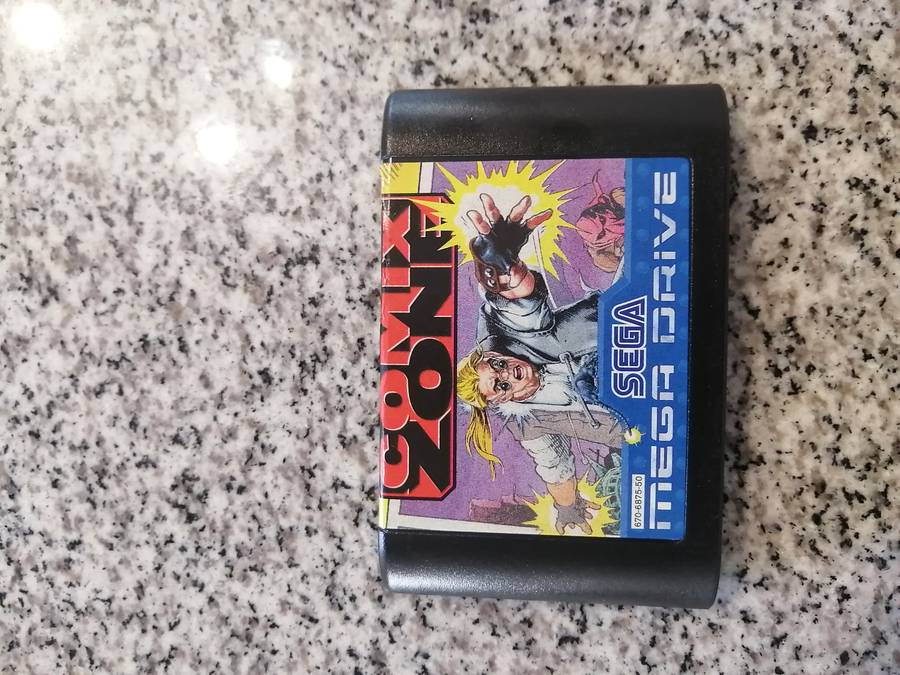 COMIX
ZONE
SEGA
670-6875-50
MEGA DRIVE